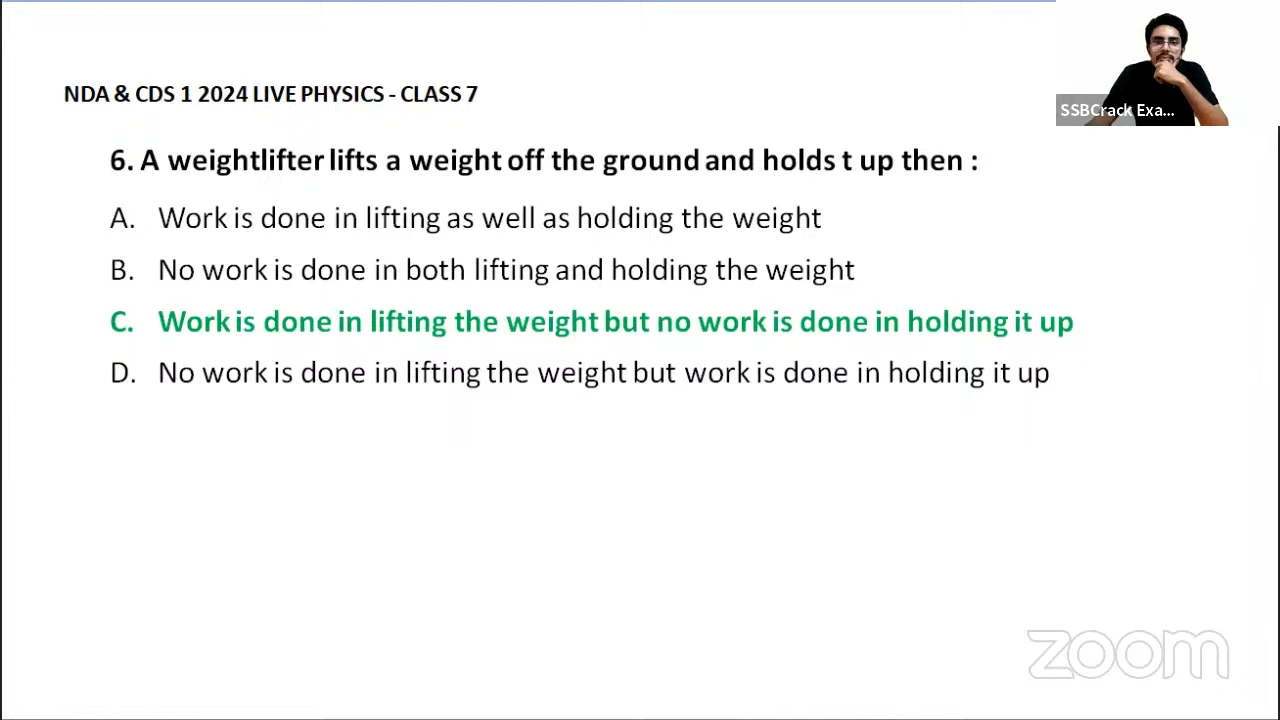 SSBCrack Exa...
NDA & CDS 1 2024 LIVE PHYSICS - CLASS 7
6. A weightlifter lifts a weight off the ground and holds t up then :
A. Work is done in lifting as well as holding the weight
B. No work is done in both lifting and holding the weight
C. Work is done in lifting the weight but no work is done in holding it up
D. No work is done in lifting the weight but work is done in holding it up
zoom